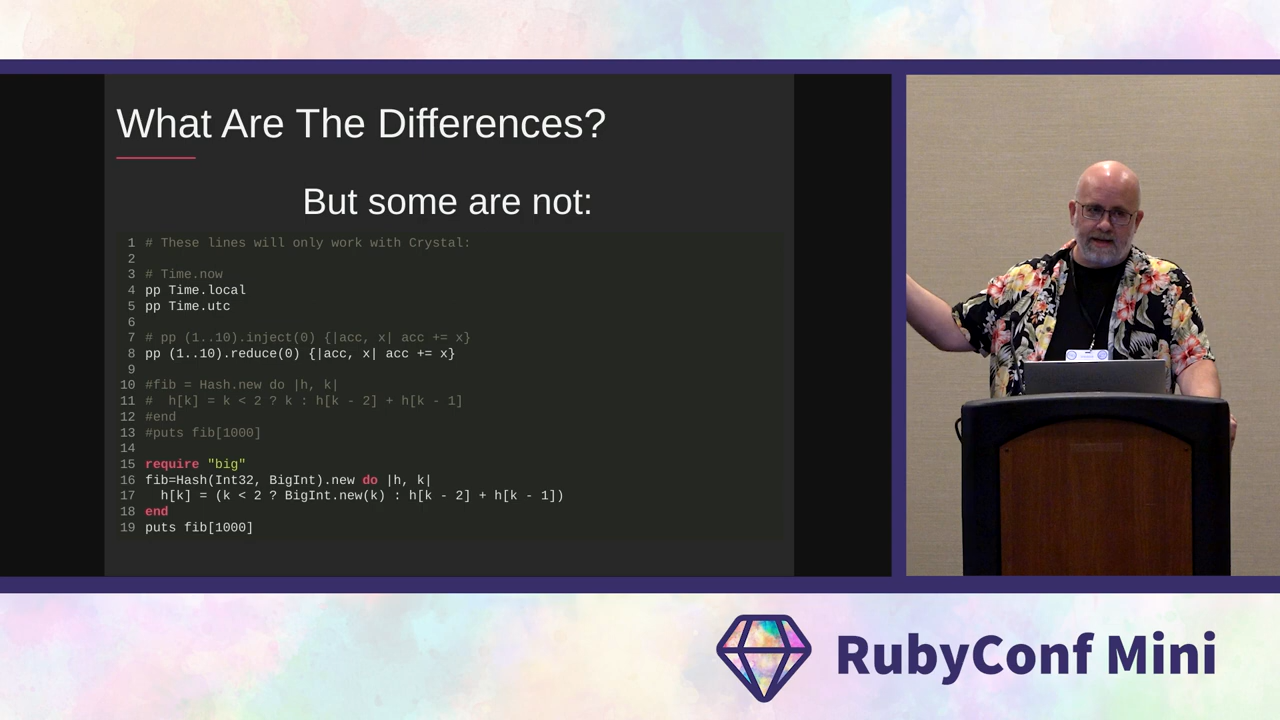 What Are The Differences?
But some are not:
1 # These lines will only work with Crystal:
2
3 # Time.now
4 pp Time.local
5 pp Time.utc
6
7 # pp (1..10).inject(0) {|acc, x| acc += x}
8 pp (1..10).reduce(0) {|acc, x| acc += x}
9
10 #fib = Hash.new do |h, k|
11 #  h[k] = k < 2 ? k : h[k - 2] + h[k - 1]
12 #end
13 #puts fib[1000]
14
15 require "big"
16 fib=Hash(Int32, BigInt).new do |h, k|
17   h[k] = (k < 2 ? BigInt.new(k) : h[k - 2] + h[k - 1])
18 end
19 puts fib[1000]
RubyConf Mini